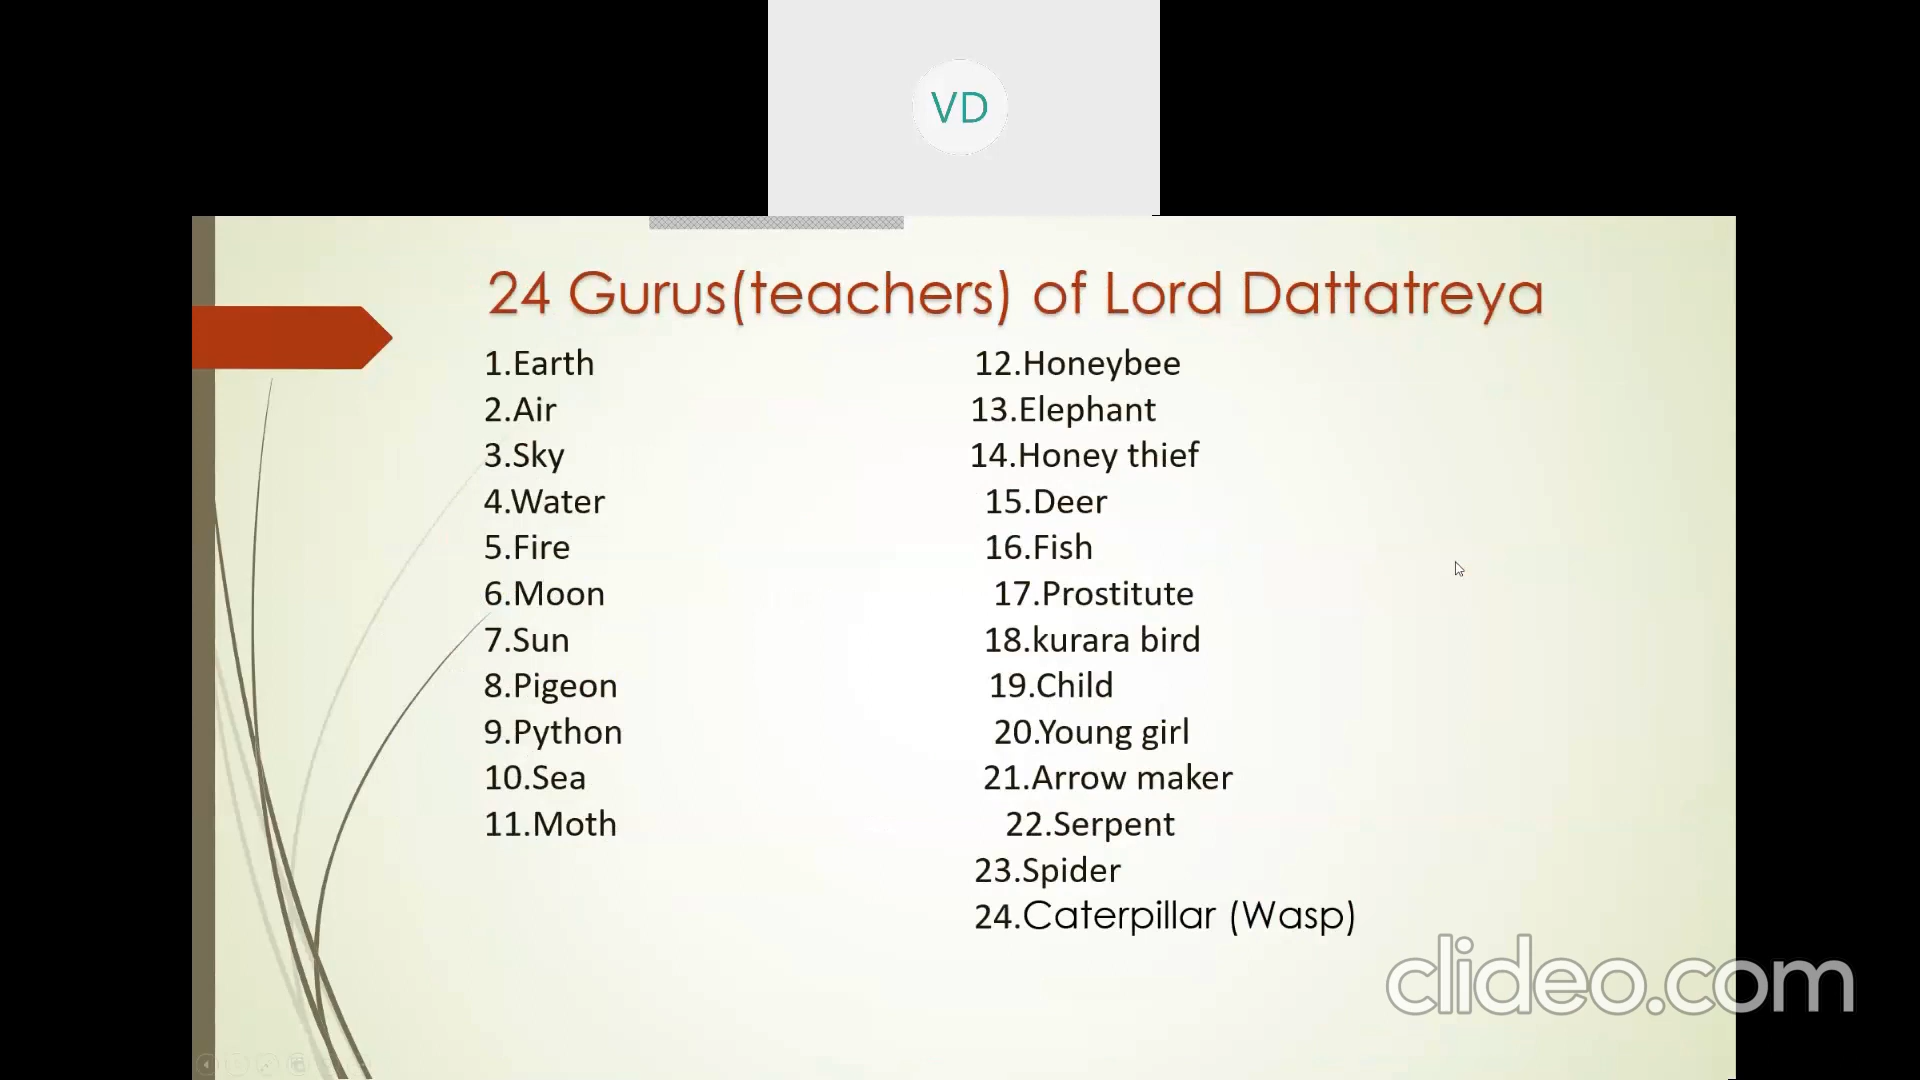 VD
24 Gurus(teachers) of Lord Dattatreya
1.Earth
2.Air
3.Sky
4.Water
5.Fire
6.Moon
7.Sun
8.Pigeon
9.Python
10.Sea
11.Moth
12.Honeybee
13.Elephant
14.Honey thief
15.Deer
16.Fish
17.Prostitute
18.kurara bird
19.Child
20.Young girl
21.Arrow maker
22.Serpent
23.Spider
24.Caterpillar (Wasp)
clideo.com